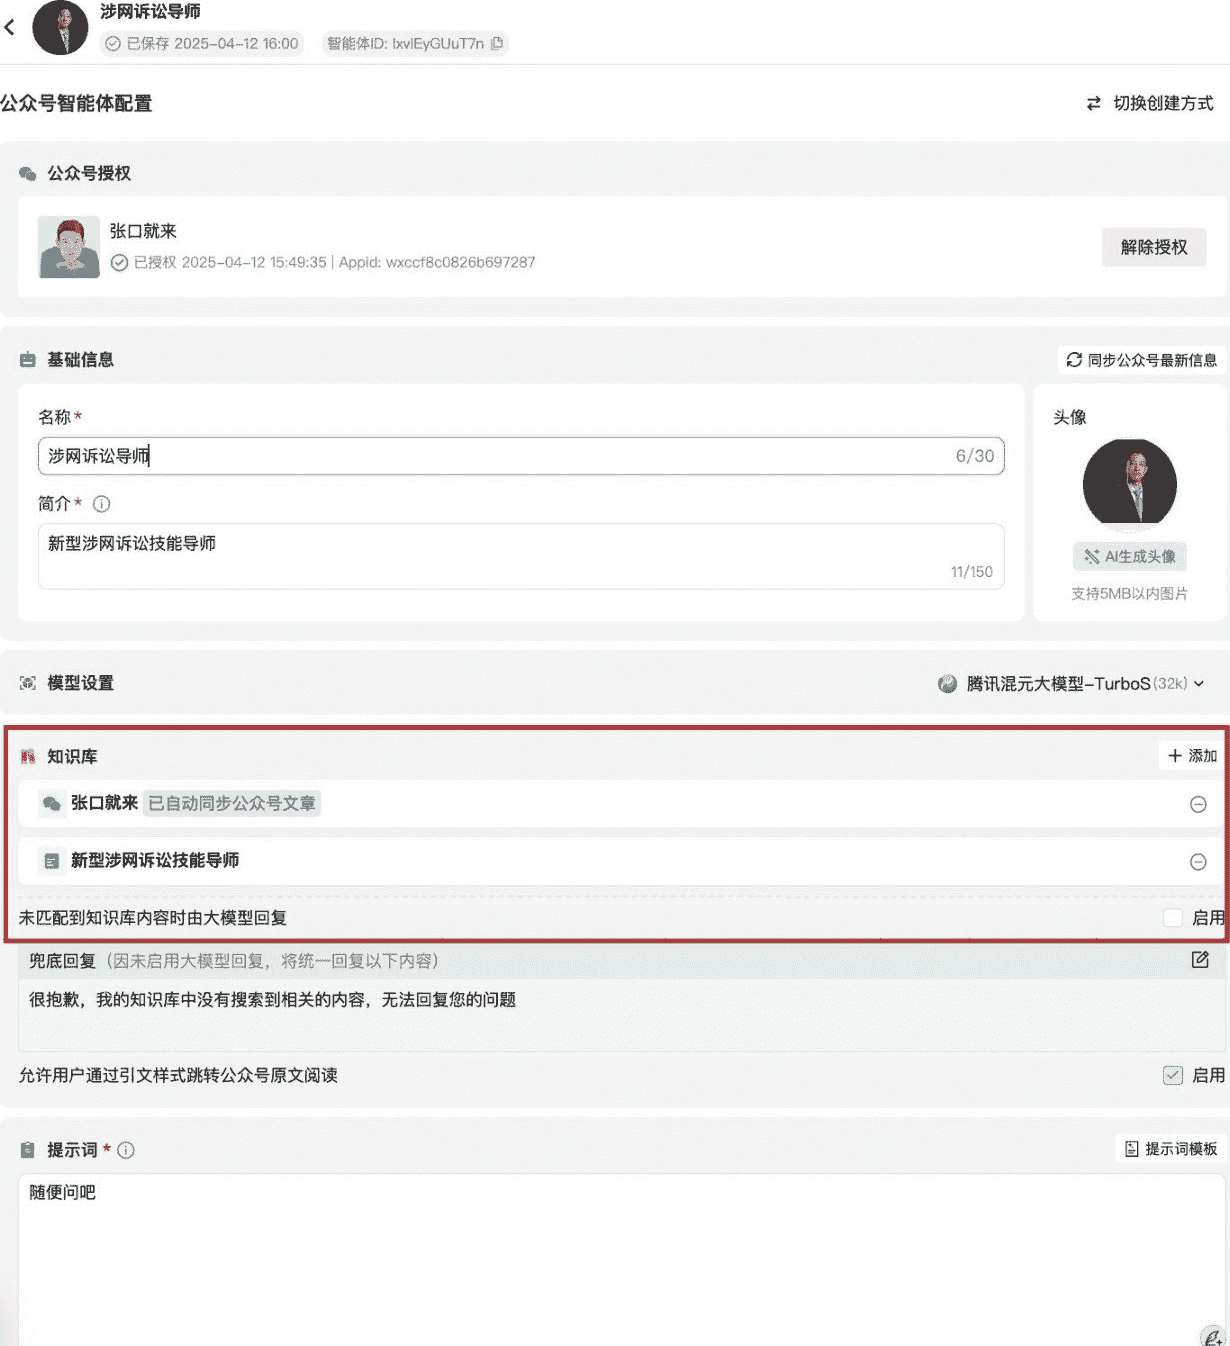 涉网诉讼导师
已保存 2025-04-12 16:00 智能体ID: lxvlEyGUuT7n
公众号智能体配置
切换创建方式
公众号授权
张口就来
已授权 2025-04-12 15:49:35 | Appid: wxccf8c0826b697287
解除授权
基础信息
同步公众号最新信息
名称*
涉网诉讼导师
6/30
简介*
新型涉网诉讼技能导师
11/150
头像
AI生成头像
支持5MB以内图片
模型设置
腾讯混元大模型-TurboS(32k)
知识库
添加
张口就来 已自动同步公众号文章
新型涉网诉讼技能导师
未匹配到知识库内容时由大模型回复
启用
兜底回复（因未启用大模型回复，将统一回复以下内容）
很抱歉，我的知识库中没有搜索到相关的内容，无法回复您的问题
允许用户通过引文样式跳转公众号原文阅读
启用
提示词 *
提示词模板
随便问吧